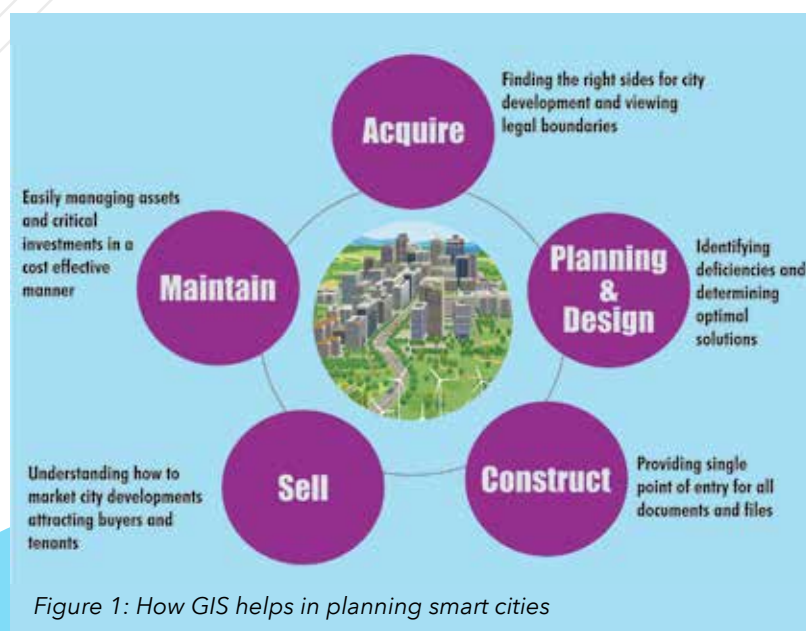 Acquire
Finding the right sides for city
development and viewing
legal boundaries
Planning
&
Design
Identifying
deficiencies and
determining
optimal
solutions
Construct
Providing single
point of entry for all
documents and files
Sell
Understanding how to
market city developments
attracting buyers and
tenants
Maintain
Easily managing assets
and critical
investments in a
cost effective
manner
Figure 1: How GIS helps in planning smart cities